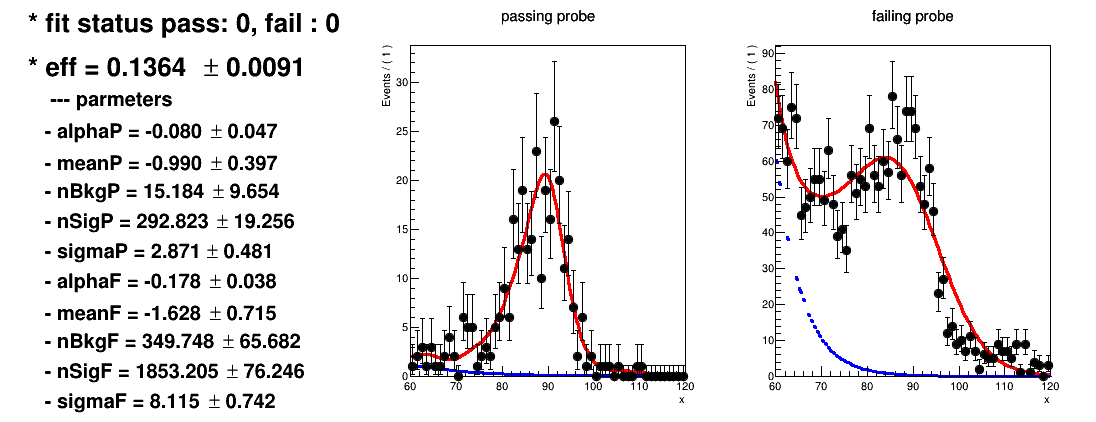 * fit status pass: 0, fail : 0
* eff = 0.1364 ± 0.0091
--- parmeters
- alphaP = -0.080 ± 0.047
- meanP = -0.990 ± 0.397
- nBkgP = 15.184 ± 9.654
- nSigP = 292.823 ± 19.256
- sigmaP = 2.871 ± 0.481
- alphaF = -0.178 ± 0.038
- meanF = -1.628 ± 0.715
- nBkgF = 349.748 ± 65.682
- nSigF = 1853.205 ± 76.246
- sigmaF = 8.115 ± 0.742
passing probe
Events / ( 1 )
30
25
20
15
10
5
0
60 70 80 90 100 110 120
x
failing probe
Events / ( 1 )
90
80
70
60
50
40
30
20
10
0
60 70 80 90 100 110 120
x